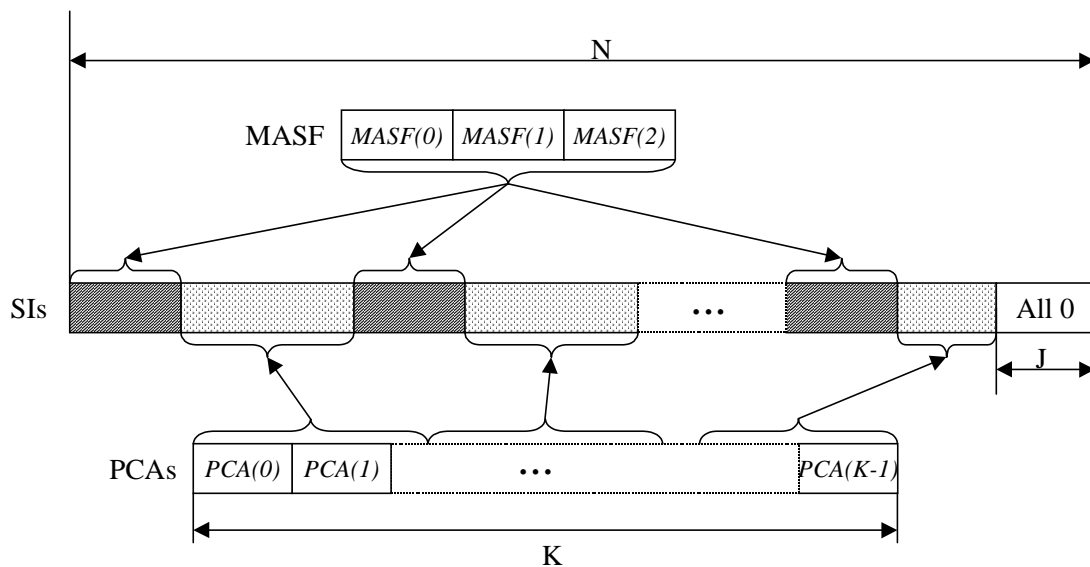 N
MASF MASF(0) MASF(1) MASF(2)
SIs ... All 0
J
PCAs PCA(0) PCA(1) ... PCA(K-1)
K